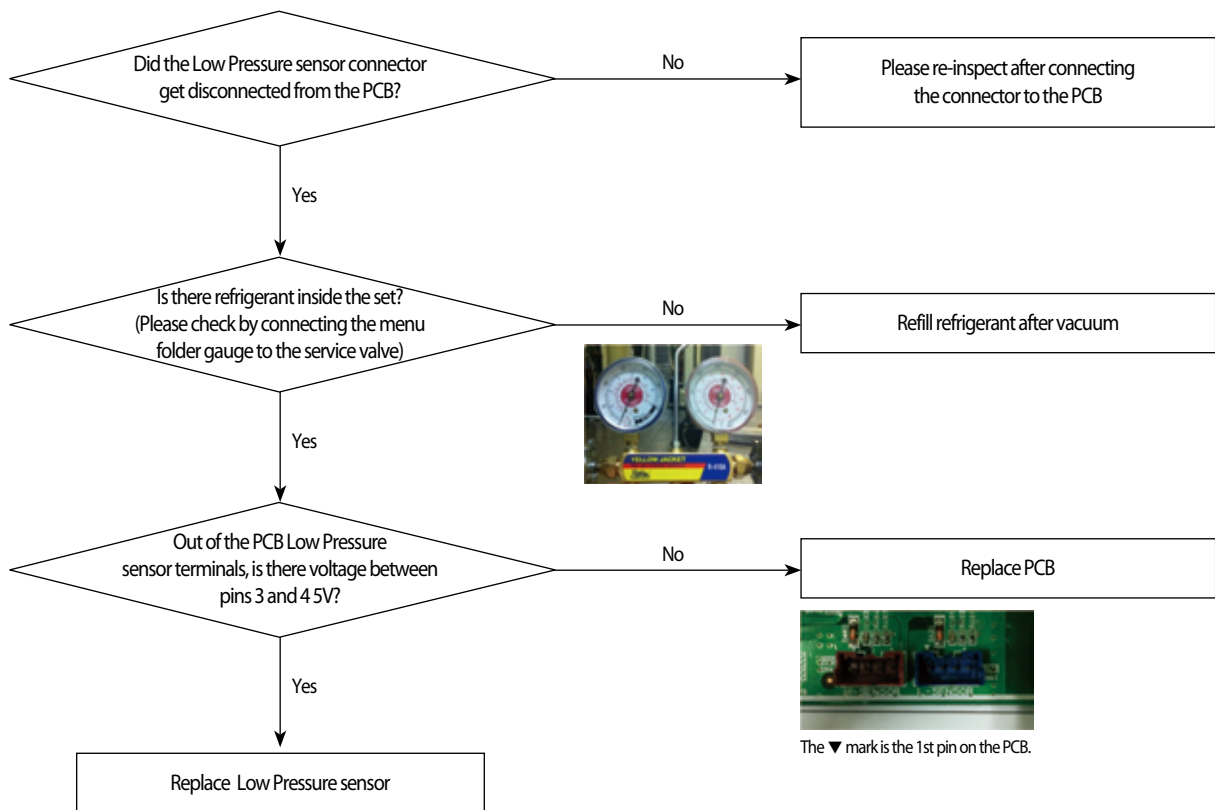 Did the Low Pressure sensor connector
get disconnected from the PCB?
No
Please re-inspect after connecting
the connector to the PCB
Yes
Is there refrigerant inside the set?
(Please check by connecting the menu
folder gauge to the service valve)
No
Refill refrigerant after vacuum
YELLOW JACKET
Yes
Out of the PCB Low Pressure
sensor terminals, is there voltage between
pins 3 and 4 5V?
No
Replace PCB
Yes
The ▼ mark is the 1st pin on the PCB.
Replace Low Pressure sensor